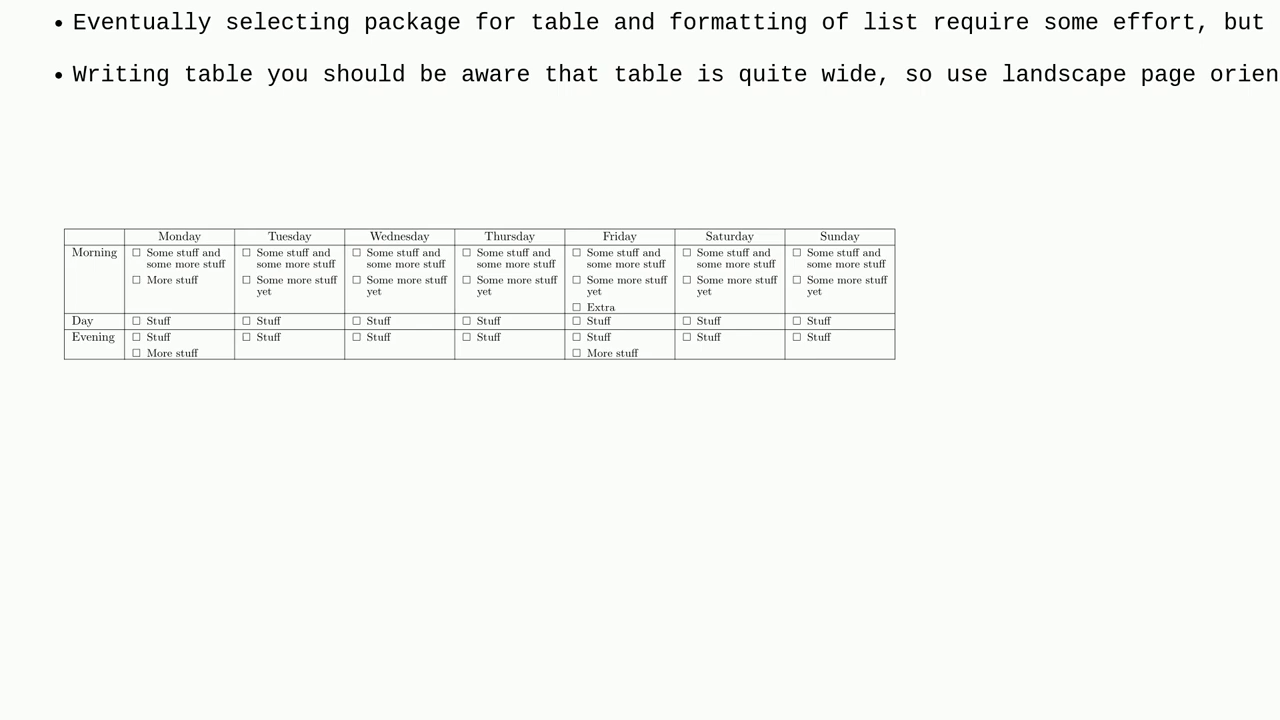 • Eventually selecting package for table and formatting of list require some effort, but
• Writing table you should be aware that table is quite wide, so use landscape page orien
Monday Tuesday Wednesday Thursday Friday Saturday Sunday
Morning ☐ Some stuff and ☐ Some stuff and ☐ Some stuff and ☐ Some stuff and ☐ Some stuff and ☐ Some stuff and ☐ Some stuff and
some more stuff some more stuff some more stuff some more stuff some more stuff some more stuff some more stuff
☐ More stuff ☐ Some more stuff ☐ Some more stuff ☐ Some more stuff ☐ Some more stuff ☐ Some more stuff ☐ Some more stuff
yet yet yet yet yet yet
☐ Extra
Day ☐ Stuff ☐ Stuff ☐ Stuff ☐ Stuff ☐ Stuff ☐ Stuff ☐ Stuff
Evening ☐ Stuff ☐ Stuff ☐ Stuff ☐ Stuff ☐ Stuff ☐ Stuff ☐ Stuff
☐ More stuff ☐ More stuff